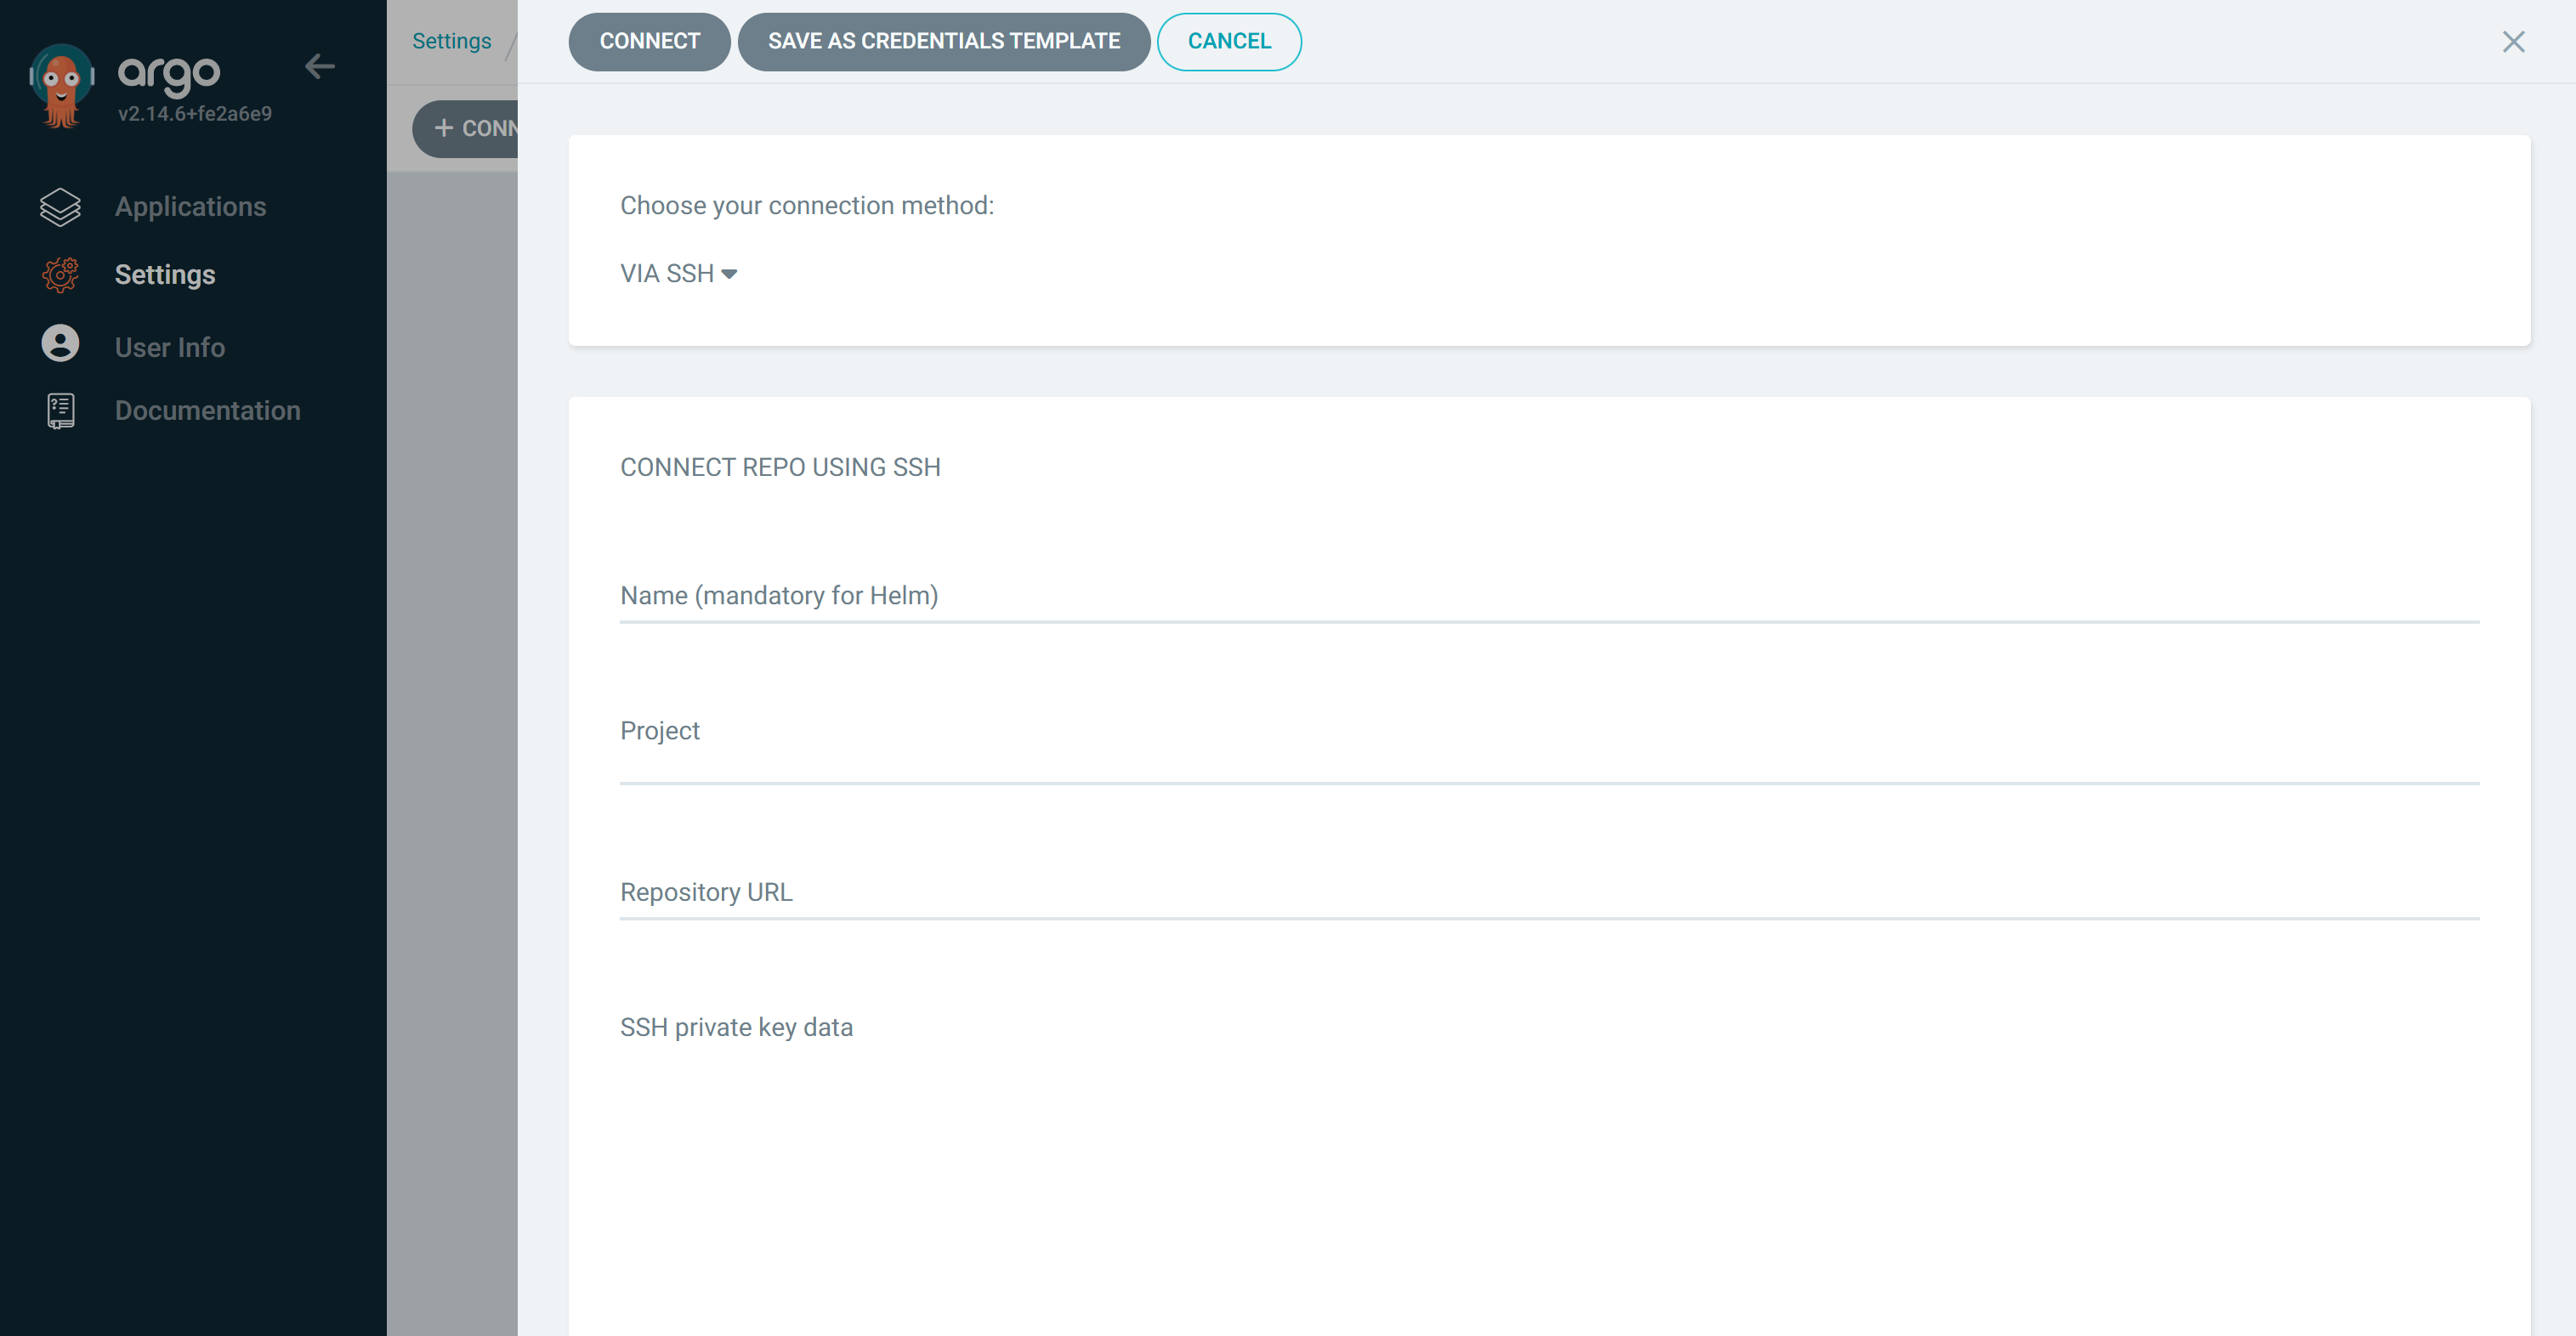 argo
v2.14.6+fe2a6e9
Applications
Settings
User Info
Documentation
Settings /
+ CONN
CONNECT
SAVE AS CREDENTIALS TEMPLATE
CANCEL
Choose your connection method:
VIA SSH
CONNECT REPO USING SSH
Name (mandatory for Helm)
Project
Repository URL
SSH private key data